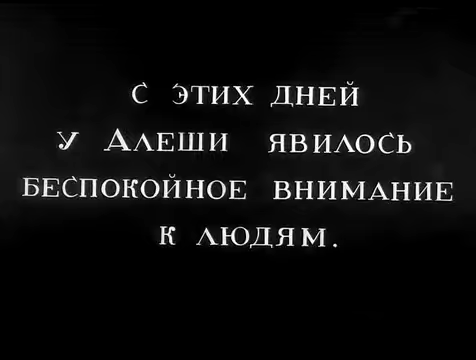 С ЭТИХ ДНЕЙ
У АЛЕШИ ЯВИЛОСЬ
БЕСПОКОЙНОЕ ВНИМАНИЕ
К ЛЮДЯМ.